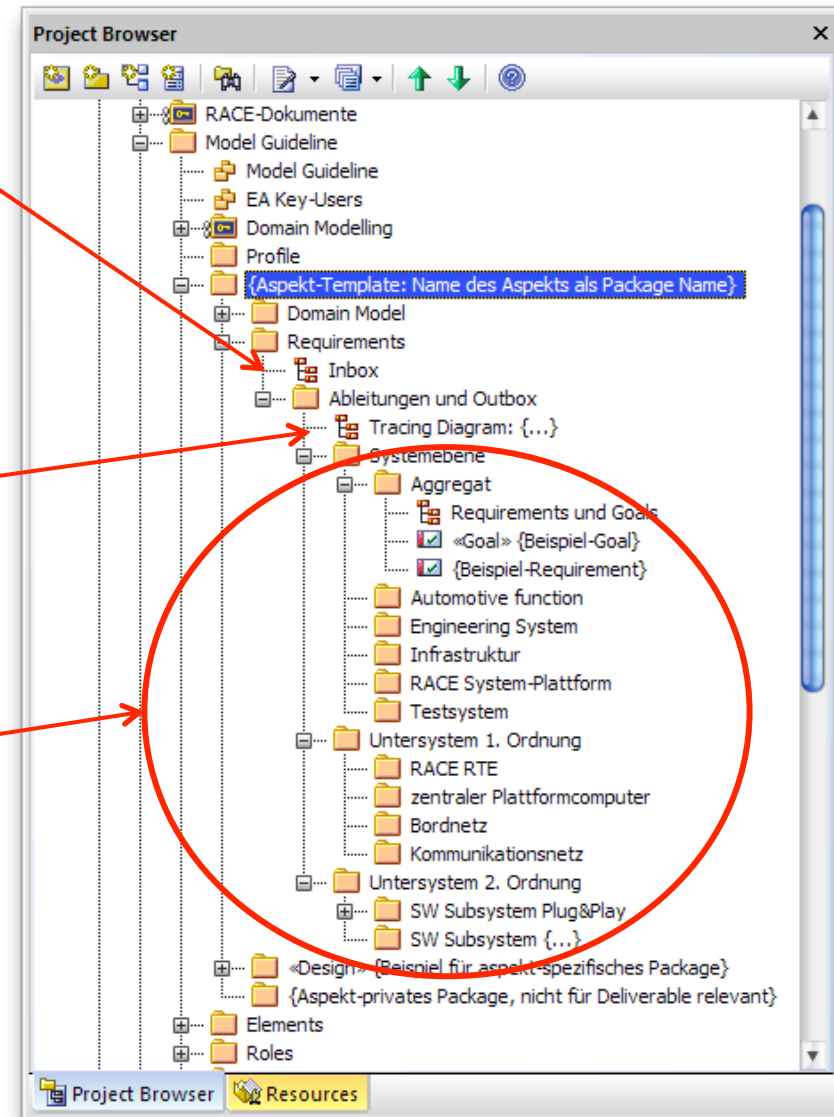 Project Browser
RACE-Dokumente
Model Guideline
Model Guideline
EA Key-Users
Domain Modelling
Profile
{Aspekt-Template: Name des Aspekts als Package Name}
Domain Model
Requirements
Inbox
Ableitungen und Outbox
Tracing Diagram: {...}
Systemebene
Aggregat
Requirements und Goals
«Goal» {Beispiel-Goal}
{Beispiel-Requirement}
Automotive function
Engineering System
Infrastruktur
RACE System-Plattform
Testsystem
Untersystem 1. Ordnung
RACE RTE
zentraler Plattformcomputer
Bordnetz
Kommunikationsnetz
Untersystem 2. Ordnung
SW Subsystem Plug&Play
SW Subsystem {...}
«Design» {Beispiel für aspekt-spezifisches Package}
{Aspekt-privates Package, nicht für Deliverable relevant}
Elements
Roles
Project Browser Resources